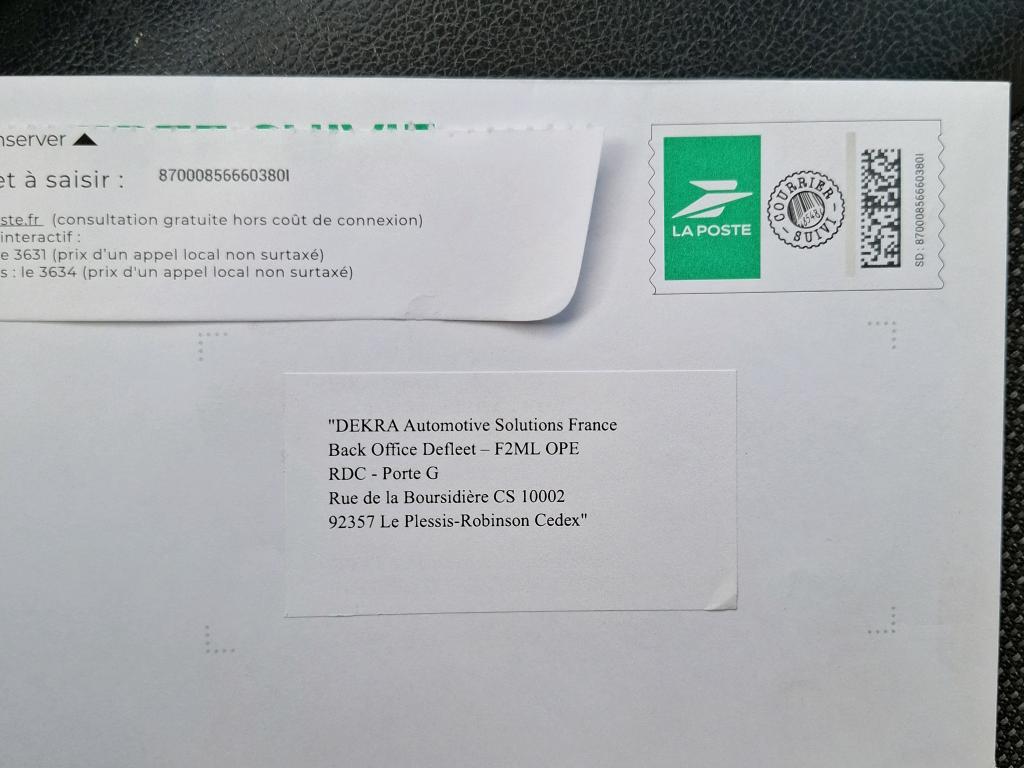 nserver ▲
et à saisir : 87000856660380I
ste.fr (consultation gratuite hors coût de connexion)
interactif :
e 3631 (prix d'un appel local non surtaxé)
s : le 3634 (prix d'un appel local non surtaxé)
LA POSTE
COURRIER
SUIVI
SD : 87000856660380I
"DEKRA Automotive Solutions France
Back Office Defleet – F2ML OPE
RDC - Porte G
Rue de la Boursidière CS 10002
92357 Le Plessis-Robinson Cedex"